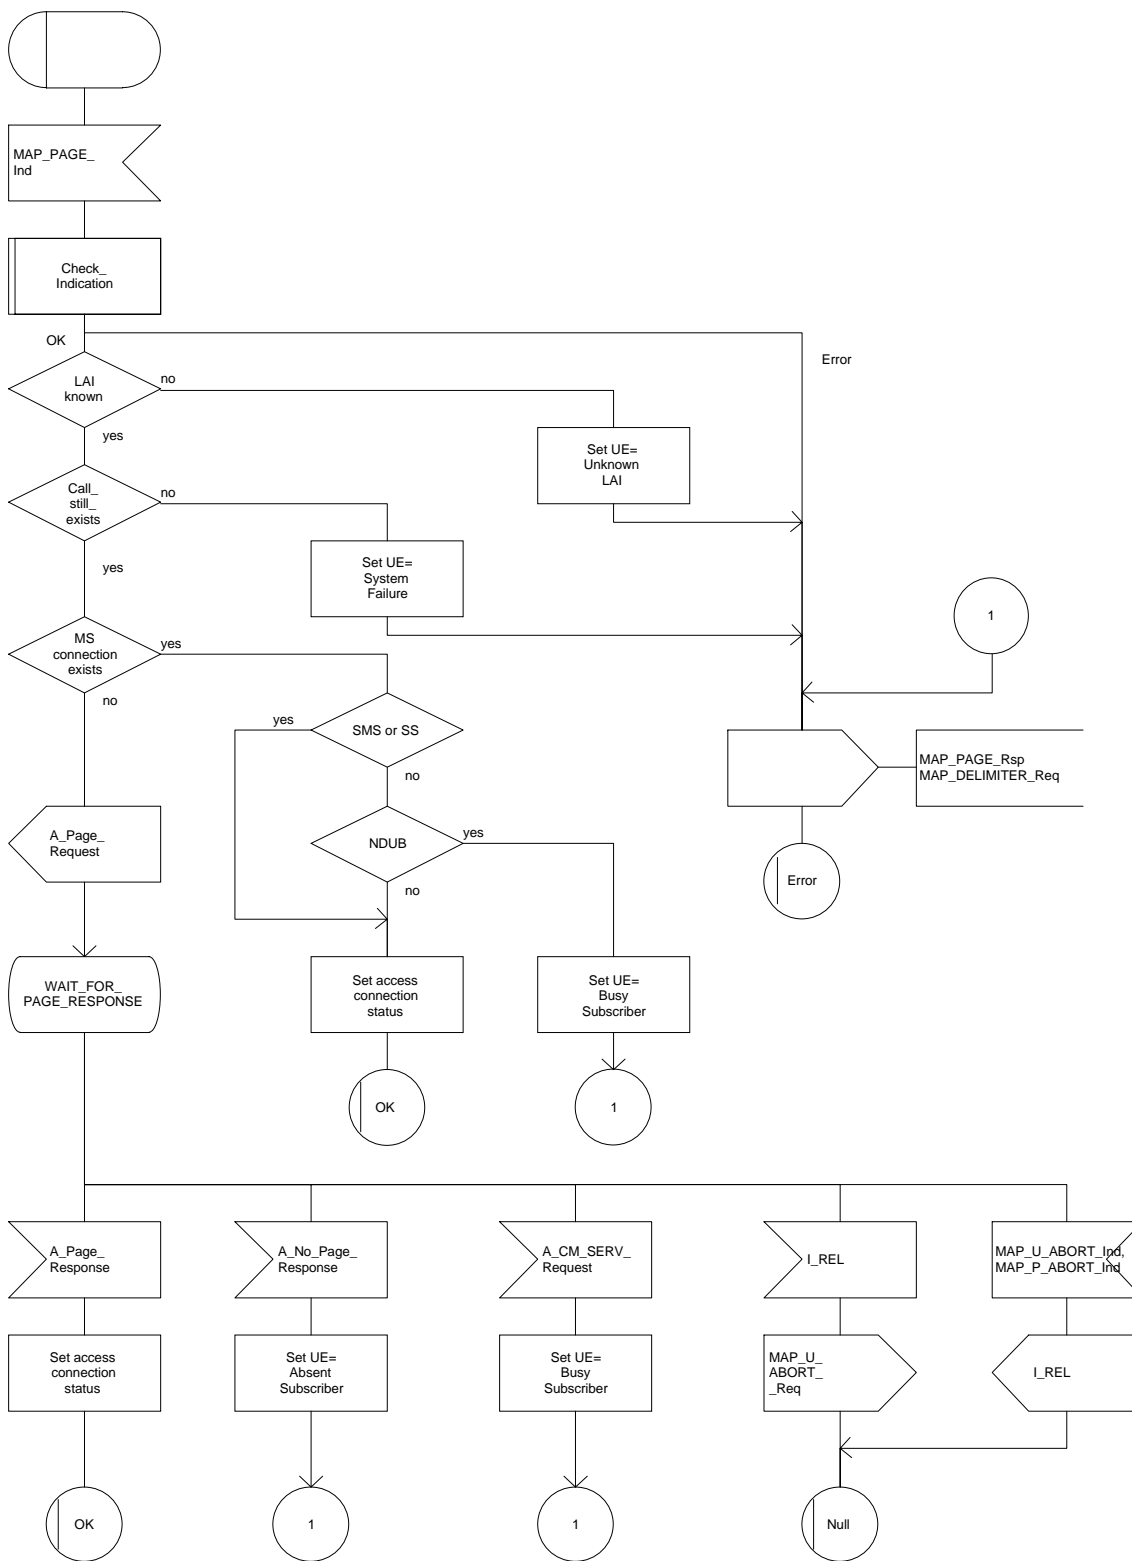 MAP_PAGE_
Ind
Check_
Indication
OK
Error
LAI
known
no
yes
Set UE=
Unknown
LAI
Call_
still_
exists
no
yes
Set UE=
System
Failure
1
MS
connection
exists
yes
no
SMS or SS
yes
no
MAP_PAGE_Rsp
MAP_DELIMITER_Req
A_Page_
Request
NDUB
yes
no
Error
WAIT_FOR_
PAGE_RESPONSE
Set access
connection
status
Set UE=
Busy
Subscriber
OK
1
A_Page_
Response
A_No_Page_
Response
A_CM_SERV_
Request
I_REL
MAP_U_ABORT_Ind,
MAP_P_ABORT_Ind
Set access
connection
status
Set UE=
Absent
Subscriber
Set UE=
Busy
Subscriber
MAP_U_
ABORT_
_Req
I_REL
OK
1
1
Null